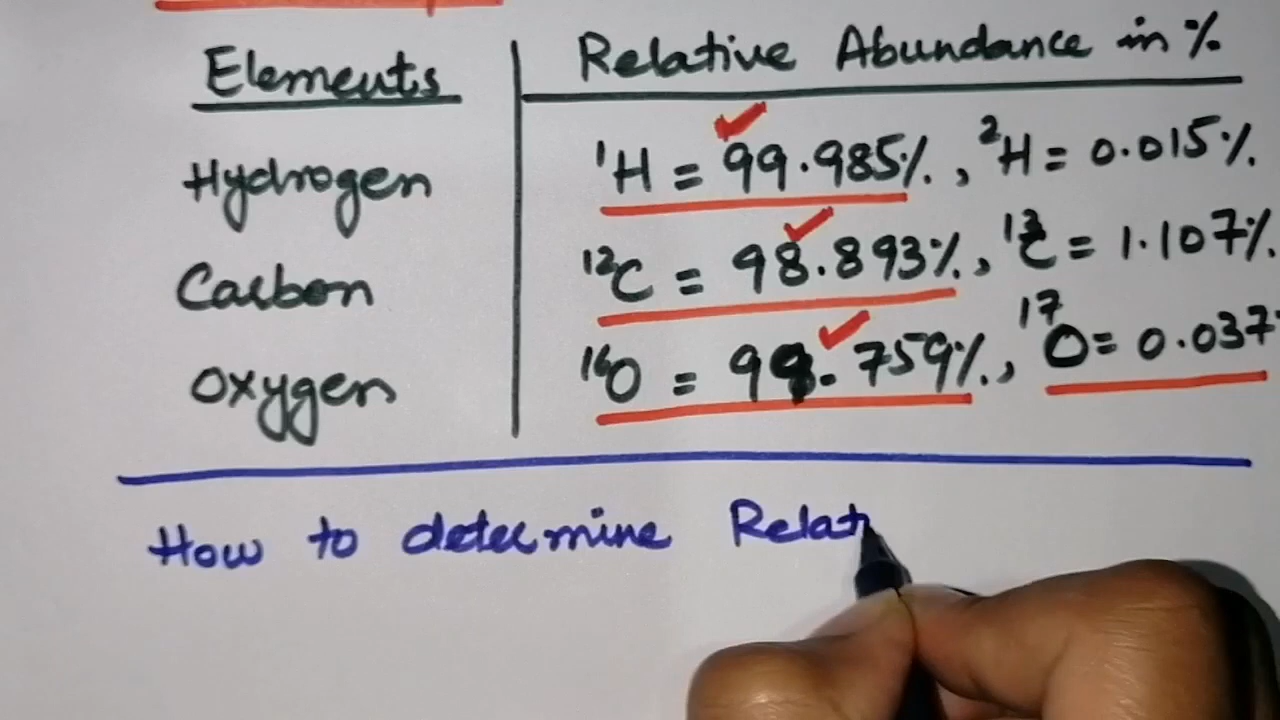 Elements Relative Abundance in %
Hydrogen ¹H = 99.985%, ²H = 0.015%
Carbon ¹²C = 98.893%, ¹³C = 1.107%
Oxygen ¹⁶O = 99.759%, ¹⁷O = 0.037
How to determine Relat